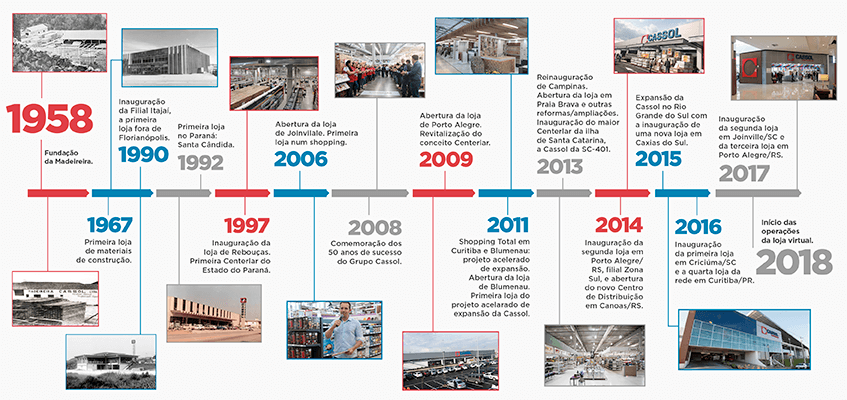 1958
Fundação
da Madeireira.
1967
Primeira loja
de materiais
de construção.
Inauguração
da Filial Itajaí,
a primeira
loja fora de
Florianópolis,
1990
Primeira loja
no Paraná:
Santa Cândida.
1992
1997
Inauguração da
loja de Rebouças.
Primeira Centerlar do
Estado do Paraná.
Abertura da loja
de Joinvilale. Primeira
loja num shopping.
2006
2008
Comemoração dos
50 anos de sucesso
do Grupo Cassol.
Abertura da loja
de Porto Alegre.
Revitalização do
conceito Centerlar.
2009
2011
Shopping Total em
Curitiba e Blumenau:
projeto acelerado
de expansão.
Abertura da loja
de Blumenau.
Primeira loja do
projeto acelarado de
expansão da Cassol.
Reinauguração
de Campinas.
Abertura da loja em
Praia Brava e outras
reformas/ampliações.
Inauguração do maior
Centerlar da ilha
de Santa Catarina,
a Cassol da SC-401.
2013
2014
Inauguração da
segunda loja em
Porto Alegre/
RS, filial Zona
Sul, e abertura
do novo Centro
de Distribuição
em Canoas/RS.
CASSOL
Expansão da
Cassol no Rio
Grande do Sul com
a inauguração de
uma nova loja em
Caxias do Sul.
2015
2016
Inauguração
da primeira loja
em Criciúma/SC
e a quarta loja da
rede em Curitiba/PR.
CASSOL
Inauguração
da segunda loja em
Joinville/SC e
da terceira loja em
Porto Alegre/RS.
2017
Início das
operações
da loja virtual.
2018